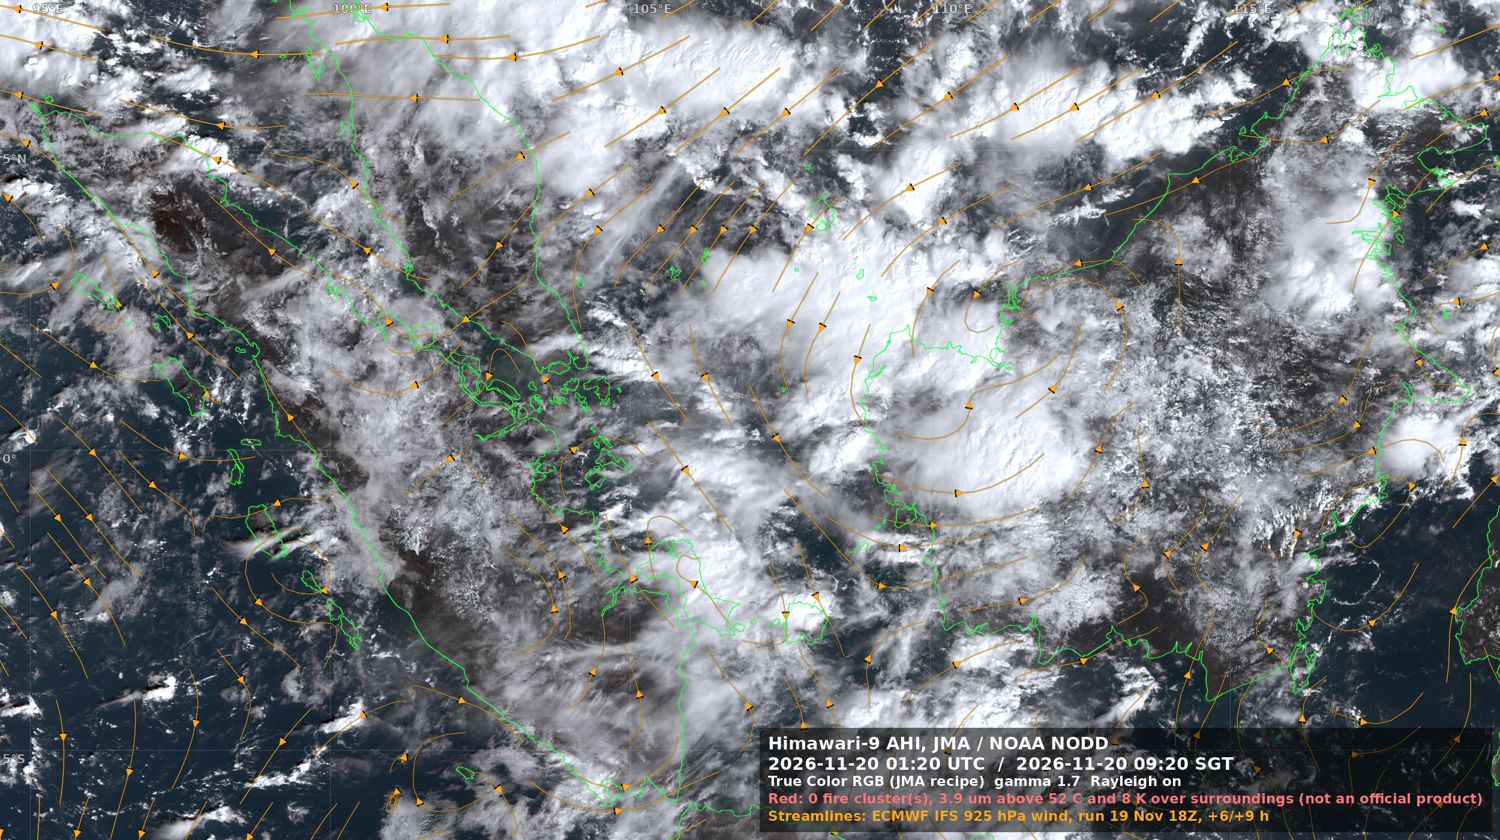 95°E
100°E
105°E
110°E
115°E
5°N
0°
5°S
Himawari-9 AHI, JMA / NOAA NODD
2026-11-20 01:20 UTC / 2026-11-20 09:20 SGT
True Color RGB (JMA recipe) gamma 1.7 Rayleigh on
Red: 0 fire cluster(s), 3.9 um above 52 C and 8 K over surroundings (not an official product)
Streamlines: ECMWF IFS 925 hPa wind, run 19 Nov 18Z, +6/+9 h